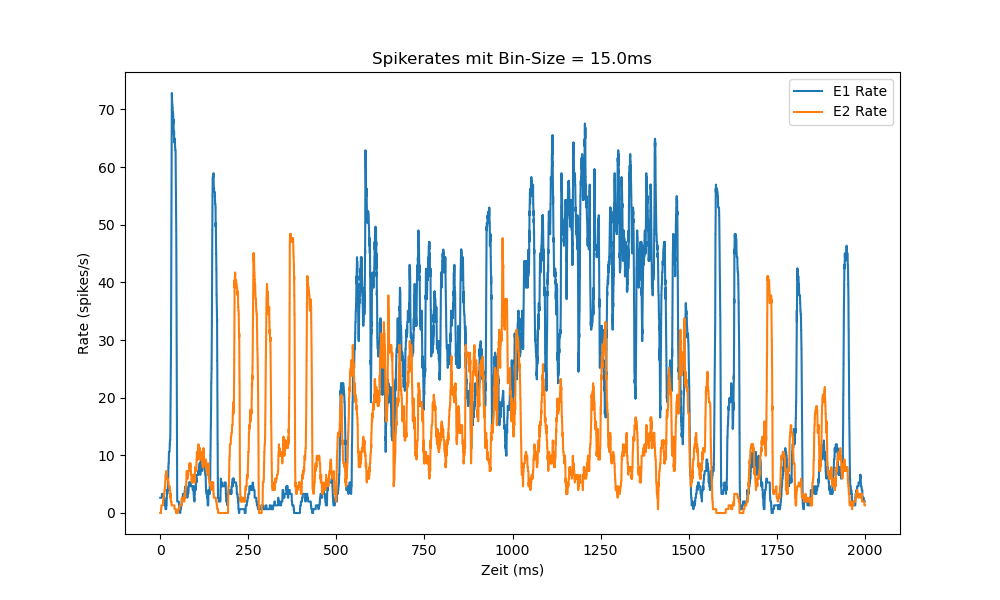 Spikerates mit Bin-Size = 15.0ms
E1 Rate
E2 Rate
Rate (spikes/s)
70
60
50
40
30
20
10
0
0 250 500 750 1000 1250 1500 1750 2000
Zeit (ms)